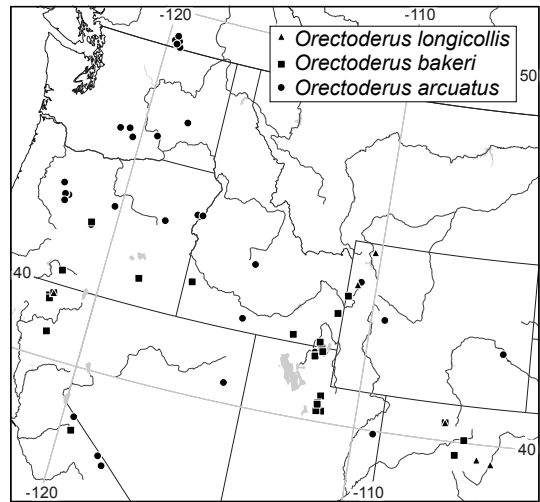 -120
-110
50
Orectoderus longicollis
Orectoderus bakeri
Orectoderus arcuatus
40
40
-120
-110